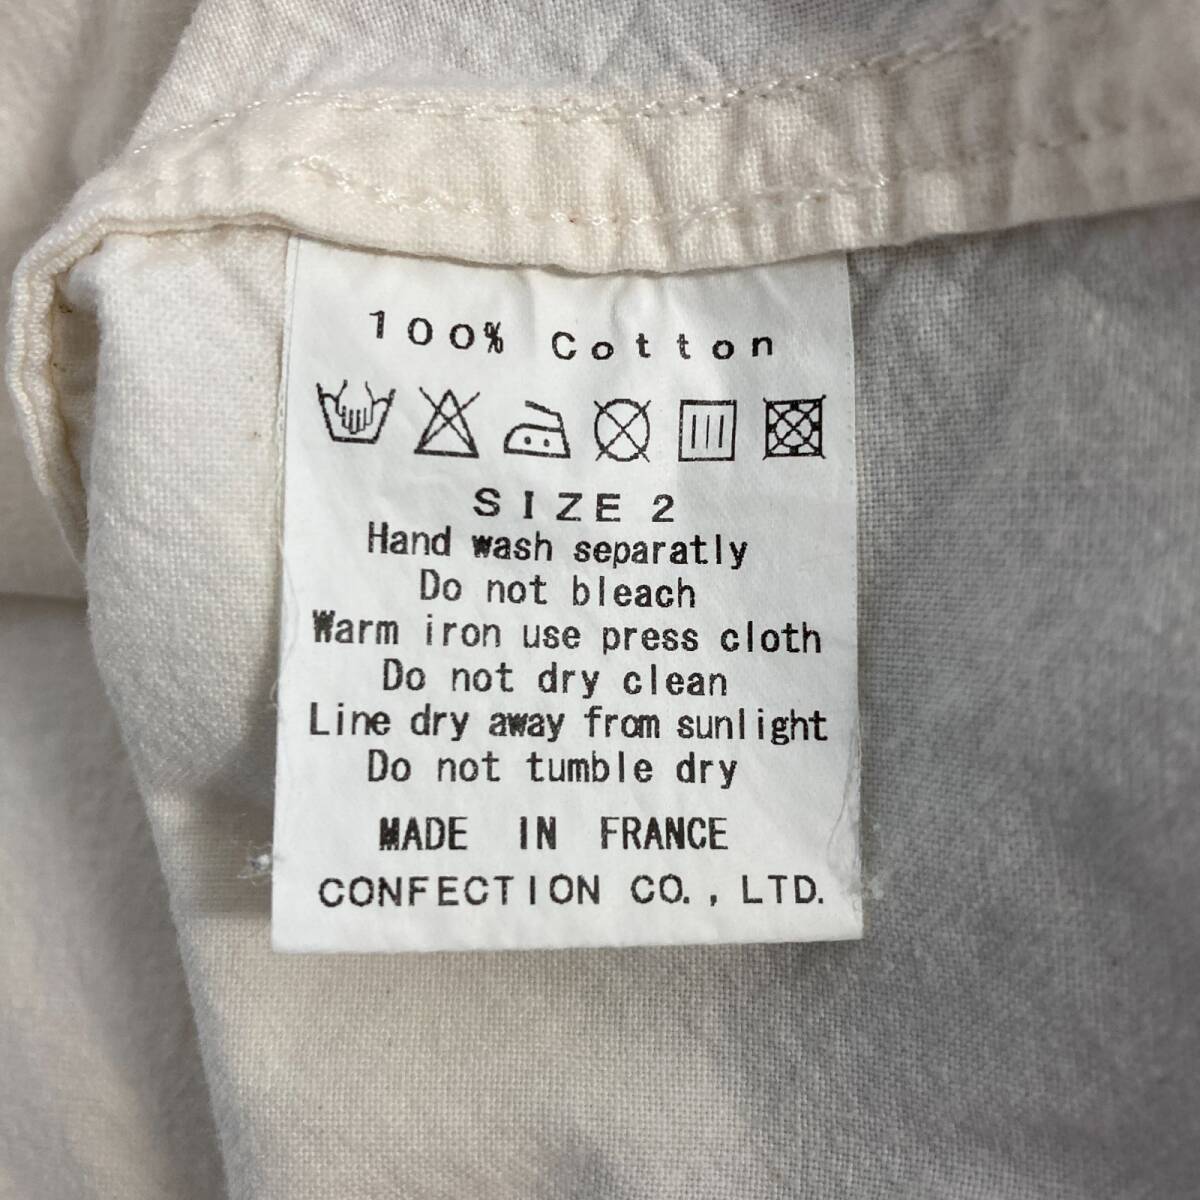 100% Cotton
SIZE 2
Hand wash separatly
Do not bleach
Warm iron use press cloth
Do not dry clean
Line dry away from sunlight
Do not tumble dry
MADE IN FRANCE
CONFECTION CO., LTD.